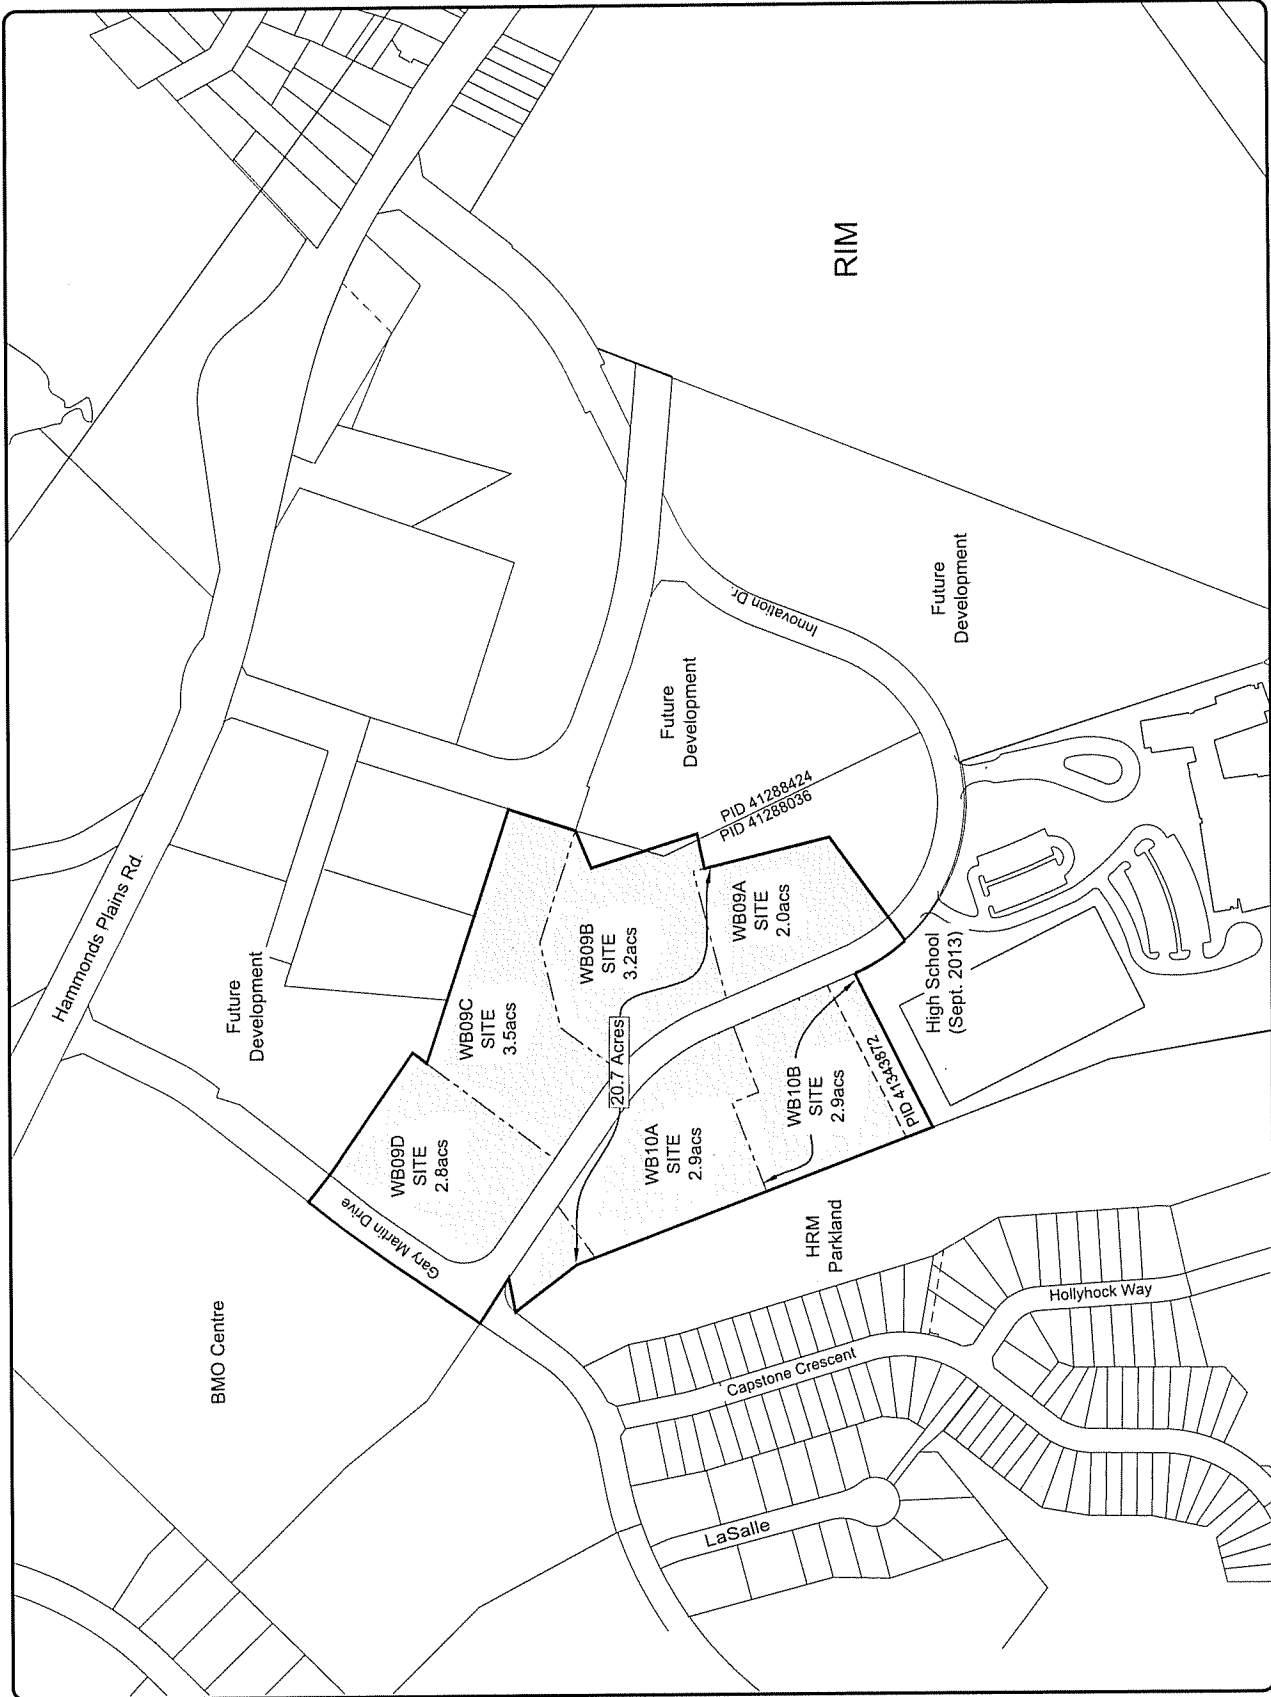 BMO Centre
Hammonds Plains Rd.
Future
Development
Gary Martin Drive
WB09D
SITE
2.8acs
WB09C
SITE
3.5acs
WB09B
SITE
3.2acs
20.7 Acres
WB10A
SITE
2.9acs
WB10B
SITE
2.9acs
WB09A
SITE
2.0acs
PID 41288424
PID 41288036
PID 41343872
Future
Development
Innovation Dr.
Future
Development
RIM
High School
(Sept. 2013)
HRM
Parkland
Capstone Crescent
Hollyhock Way
LaSalle